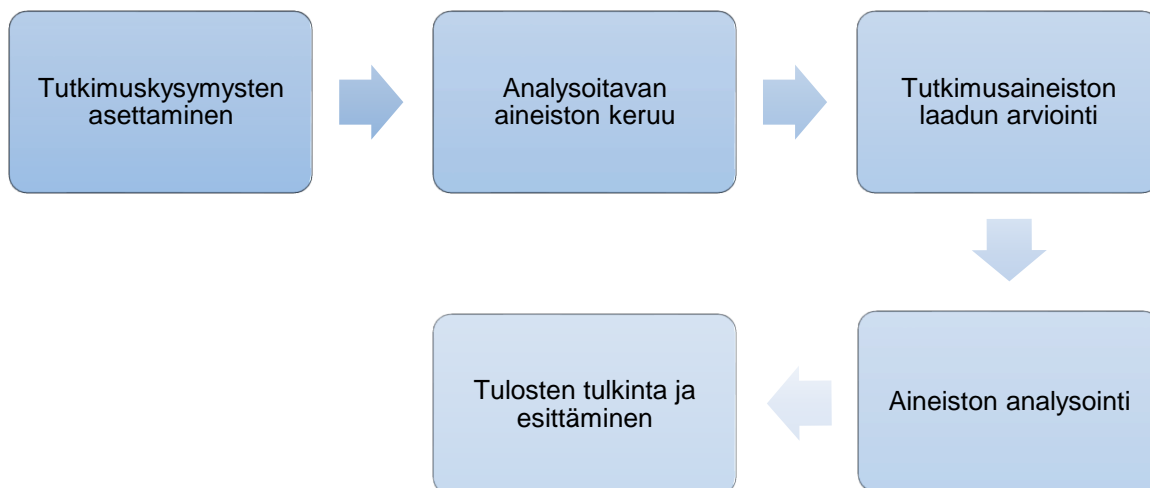 Tutkimuskysymysten
asettaminen
Analysoitavan
aineiston keruu
Tutkimusaineiston
laadun arviointi
Aineiston analysointi
Tulosten tulkinta ja
esittäminen